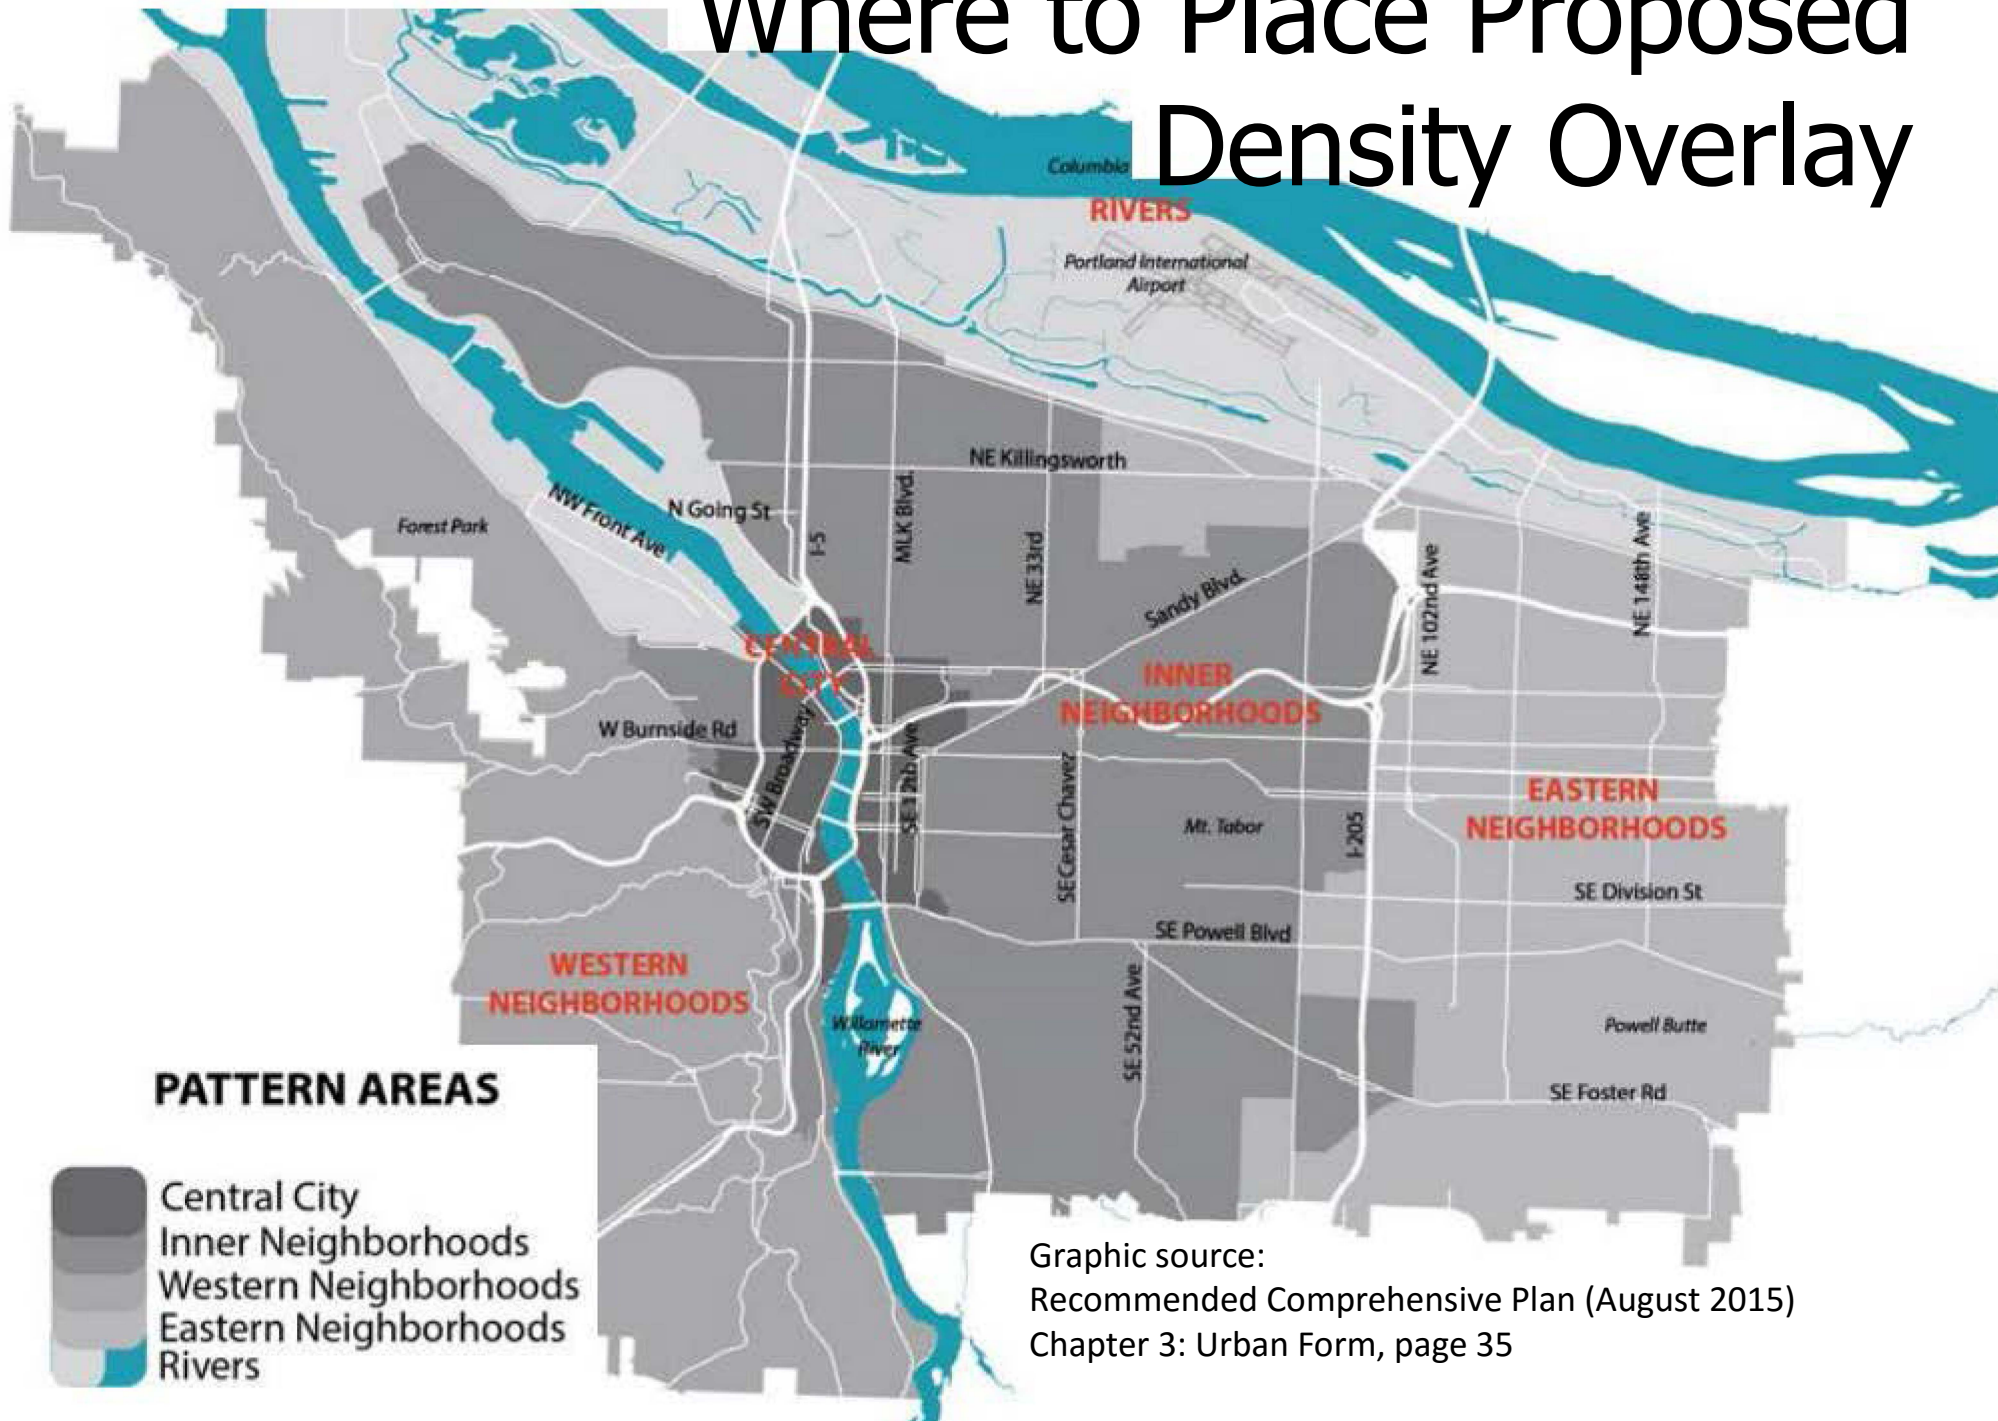 Where to Place Proposed
Density Overlay
Columbia
RIVERS
Portland International
Airport
NE Killingsworth
N Going St
NW Front Ave
Forest Park
I-5
MLK Blvd.
NE 33rd
Sandy Blvd.
NE 102nd Ave
NE 148th Ave
CENTRAL
CITY
INNER
NEIGHBORHOODS
W Burnside Rd
SW Broadway
SE 12th Ave
SE Cesar Chavez
Mt. Tabor
I-205
EASTERN
NEIGHBORHOODS
SE Division St
SE Powell Blvd
WESTERN
NEIGHBORHOODS
Willamette
River
SE 52nd Ave
Powell Butte
SE Foster Rd
PATTERN AREAS
Central City
Inner Neighborhoods
Western Neighborhoods
Eastern Neighborhoods
Rivers
Graphic source:
Recommended Comprehensive Plan (August 2015)
Chapter 3: Urban Form, page 35